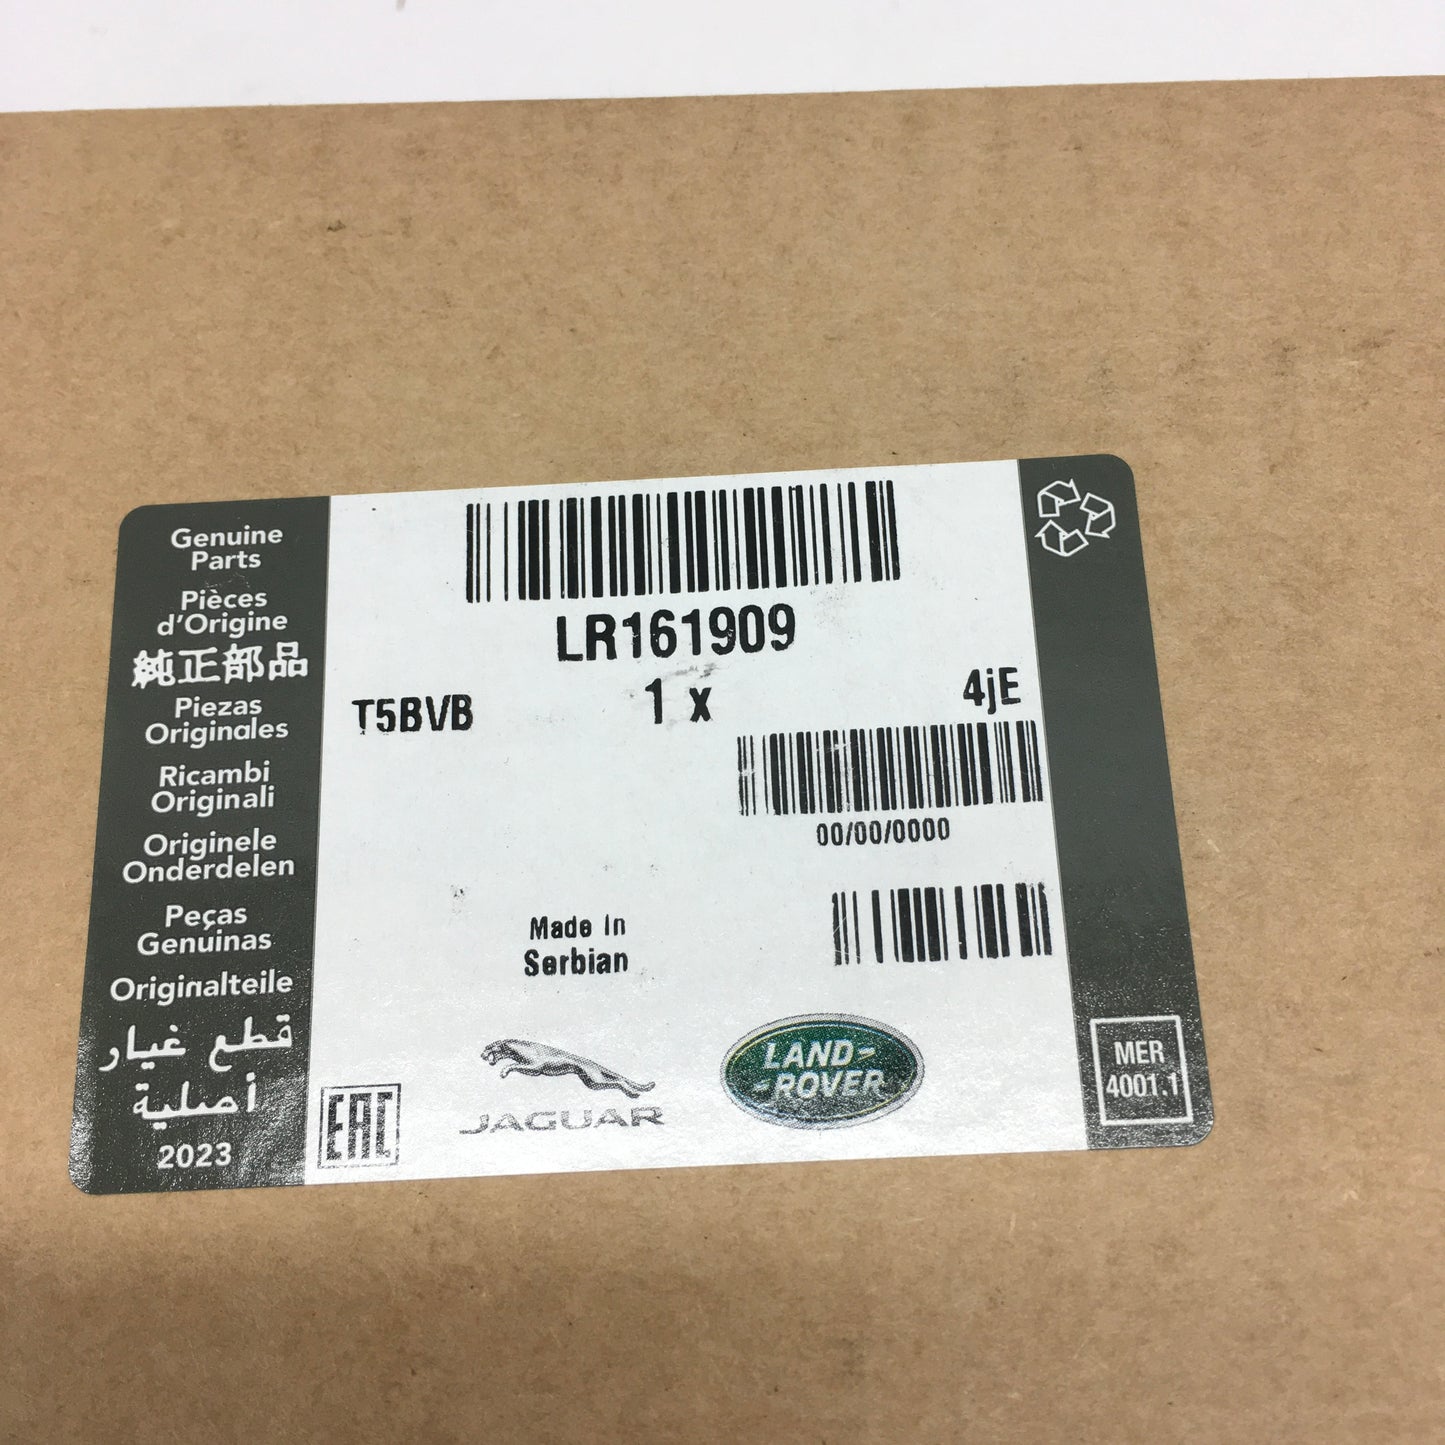 Genuine
Parts
Pièces
d'Origine
純正部品
Piezas
Originales
Ricambi
Originali
Originele
Onderdelen
Peças
Genuinas
Originalteile
قطع غيار
أصلية
2023
LR161909
T5BVB
1 x
4jE
00/00/0000
Made In
Serbian
EAC
JAGUAR
LAND-
-ROVER
MER
4001.1